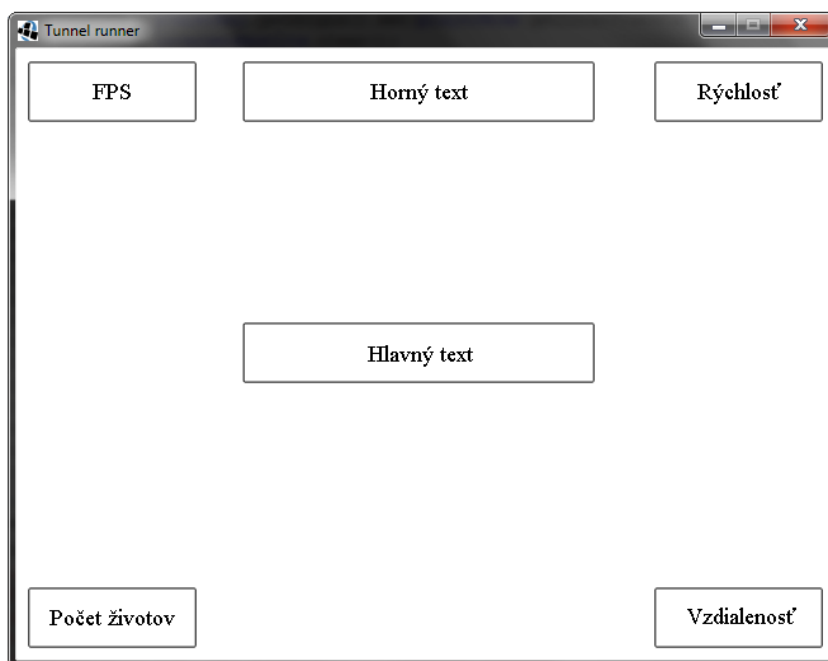 Tunnel runner
FPS
Horný text
Rýchlosť
Hlavný text
Počet životov
Vzdialenosť